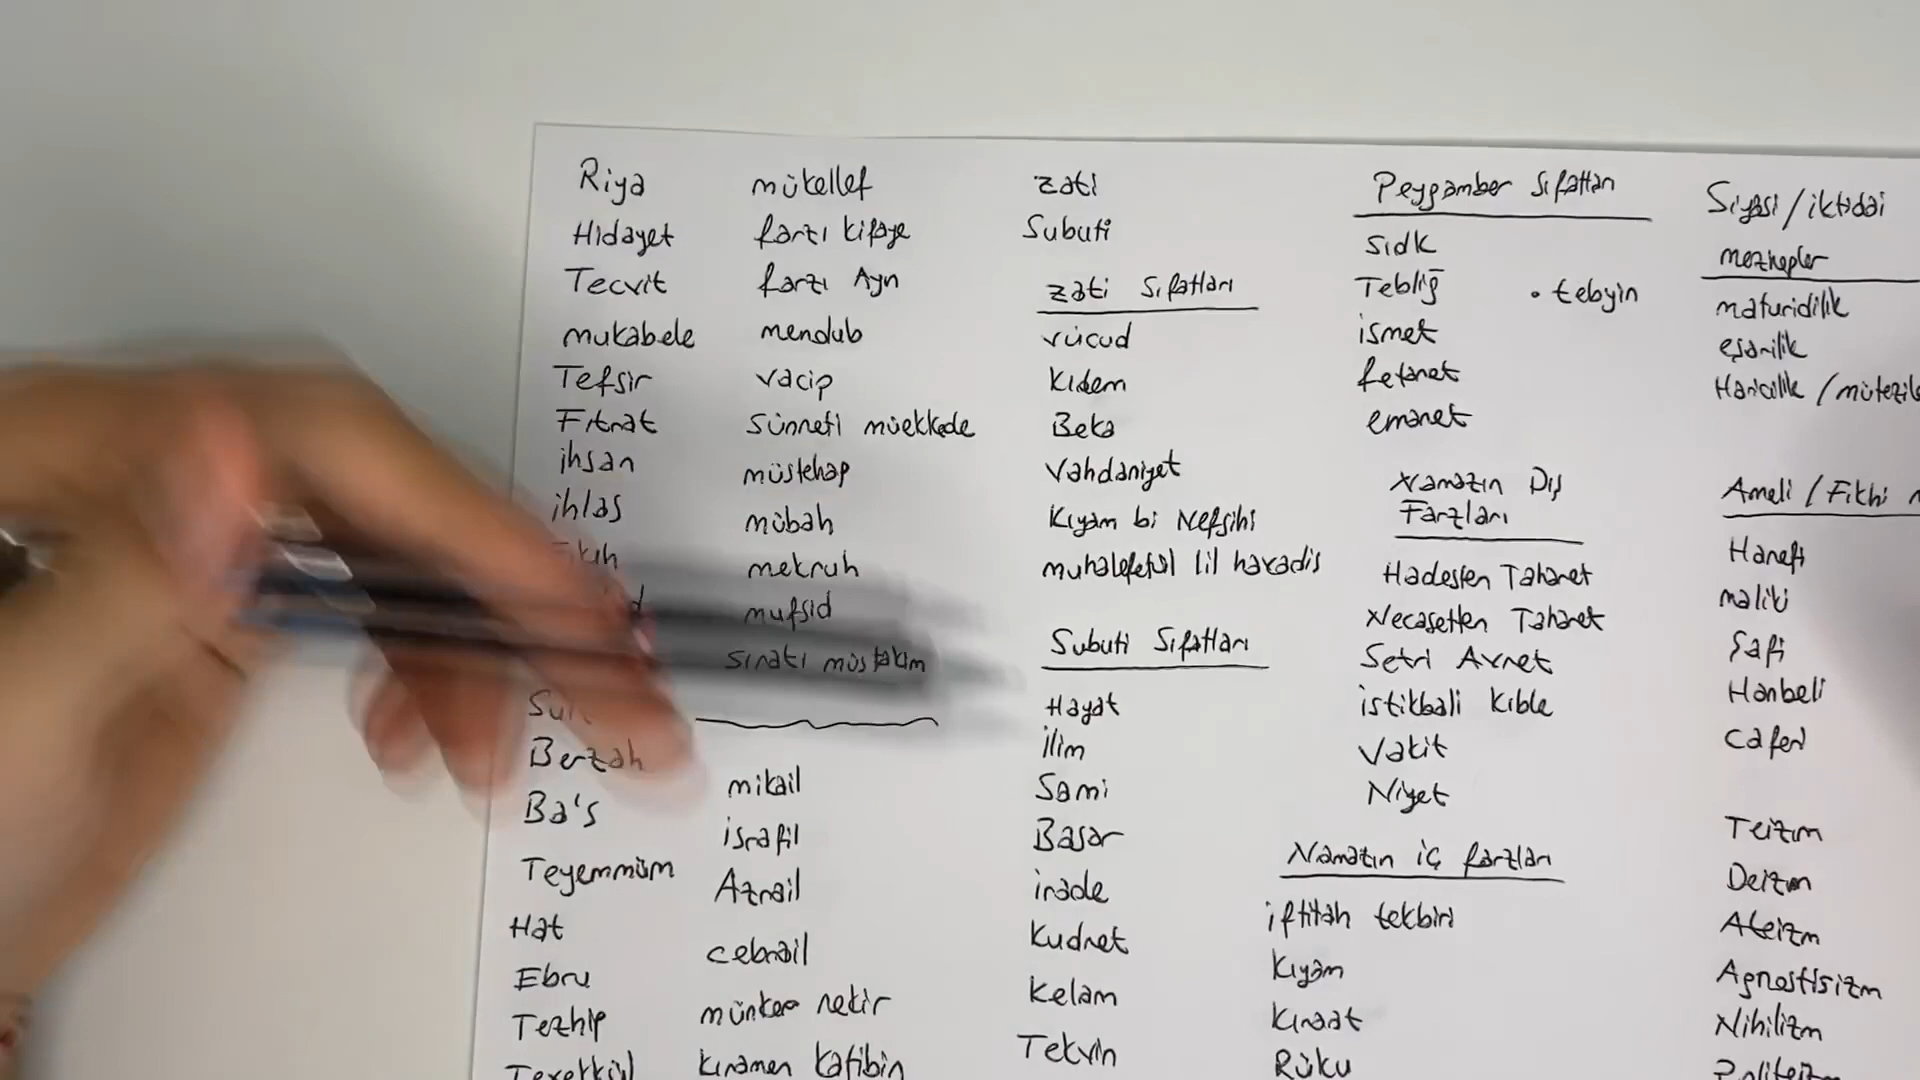 Riya
Hidayet
Tecvit
mukabele
Tefsir
Fıtrat
ihsan
ihlas
Berzah
Ba's
Teyemmüm
Hat
Ebru
Tezhip
mükellef
farzı kifaye
farzı Ayn
mendub
vacip
Sünneti müekkede
müstehap
mübah
mekruh
mufsid
sıratı müstakim
mikail
israfil
Azrail
cebrail
münker nekir
kıramen katibin
zati
Subuti
zati Sıfatları
vücud
Kıdem
Beka
Vahdaniyet
Kıyam bi Nefsihi
muhalefetül lil havadis
Subuti Sıfatları
Hayat
ilim
Sami
Basar
irade
Kudret
Kelam
Tekvin
Peygamber Sıfatları
Sıdk
Tebliğ • tebyin
ismet
fetanet
emanet
Namazın Dış
Farzları
Hadesten Taharet
Necasetten Taharet
Setri Avret
istikbali Kıble
Vakit
Niyet
Namazın iç farzları
iftitah tekbiri
Kıyam
Kıraat
Rüku
Siyasi / iktidai
mezhepler
maturidilik
eşarilik
Haricilik /
Ameli / Fıkhi
Hanefi
maliki
Şafi
Hanbeli
Caferi
Teizm
Deizm
Ateizm
Agnostisizm
Nihilizm